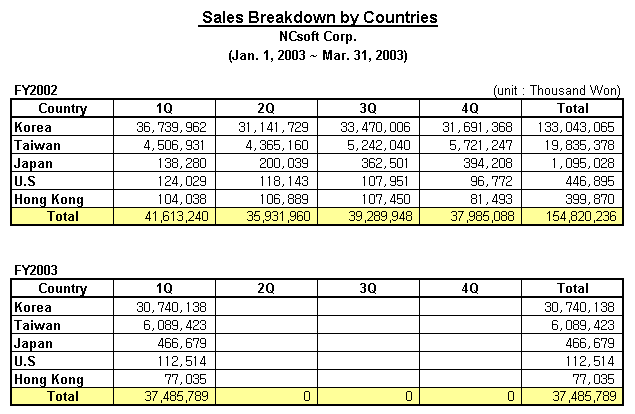 Sales Breakdown by Countries
NCsoft Corp.
(Jan. 1, 2003 ~ Mar. 31, 2003)
FY2002 (unit : Thousand Won)
Country 1Q 2Q 3Q 4Q Total
Korea 36,739,962 31,141,729 33,470,006 31,691,368 133,043,065
Taiwan 4,506,931 4,365,160 5,242,040 5,721,247 19,835,378
Japan 138,280 200,039 362,501 394,208 1,095,028
U.S 124,029 118,143 107,951 96,772 446,895
Hong Kong 104,038 106,889 107,450 81,493 399,870
Total 41,613,240 35,931,960 39,289,948 37,985,088 154,820,236
FY2003
Country 1Q 2Q 3Q 4Q Total
Korea 30,740,138 30,740,138
Taiwan 6,089,423 6,089,423
Japan 466,679 466,679
U.S 112,514 112,514
Hong Kong 77,035 77,035
Total 37,485,789 0 0 0 37,485,789